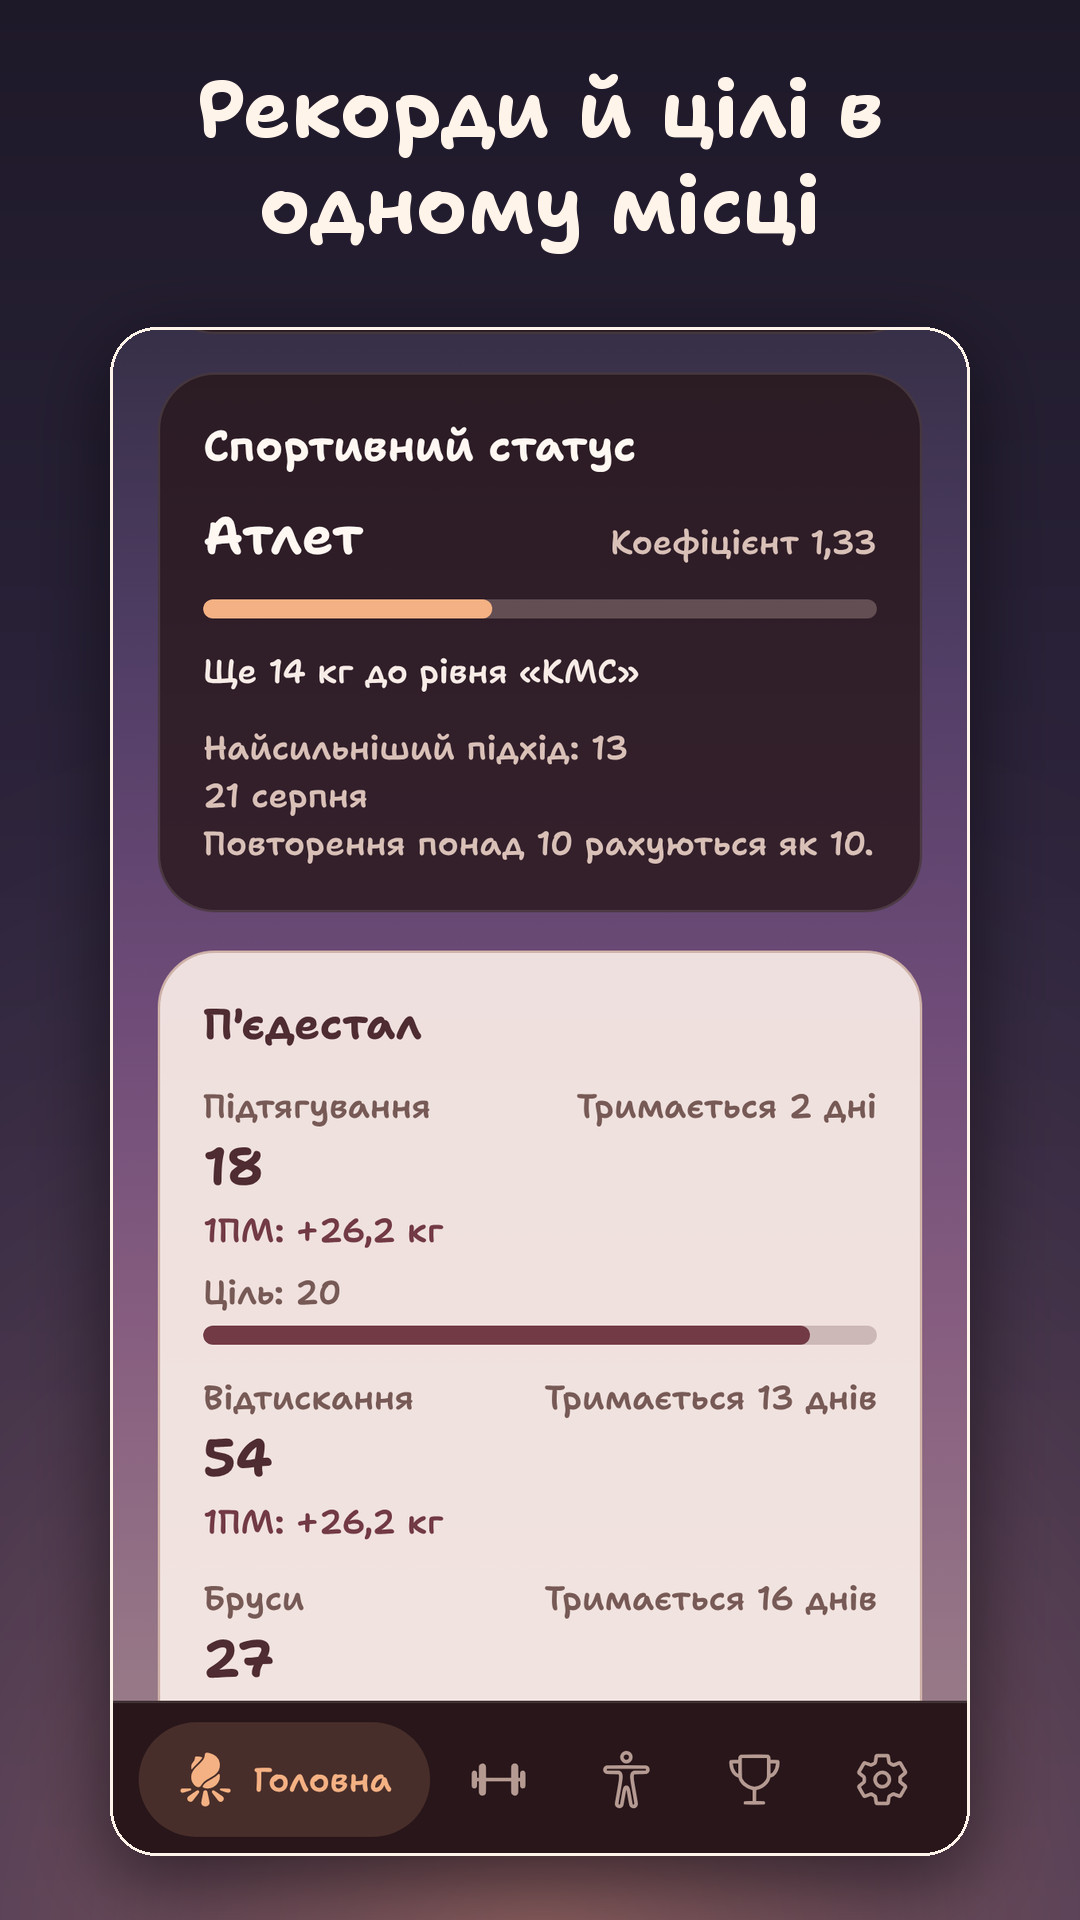 Рекорди й цілі в
одному місці
Спортивний статус
Атлет
Коефіцієнт 1,33
Ще 14 кг до рівня «КМС»
Найсильніший підхід: 13
21 серпня
Повторення понад 10 рахуються як 10.
П'єдестал
Підтягування
Тримається 2 дні
18
1ПМ: +26,2 кг
Ціль: 20
Відтискання
Тримається 13 днів
54
1ПМ: +26,2 кг
Бруси
Тримається 16 днів
27
Головна